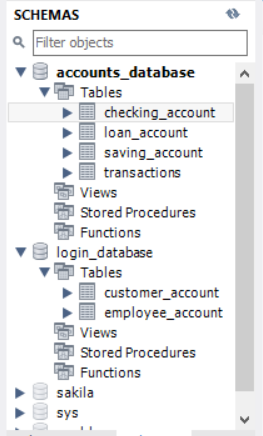 SCHEMAS
Filter objects
accounts_database
Tables
checking_account
loan_account
saving_account
transactions
Views
Stored Procedures
Functions
login_database
Tables
customer_account
employee_account
Views
Stored Procedures
Functions
sakila
sys